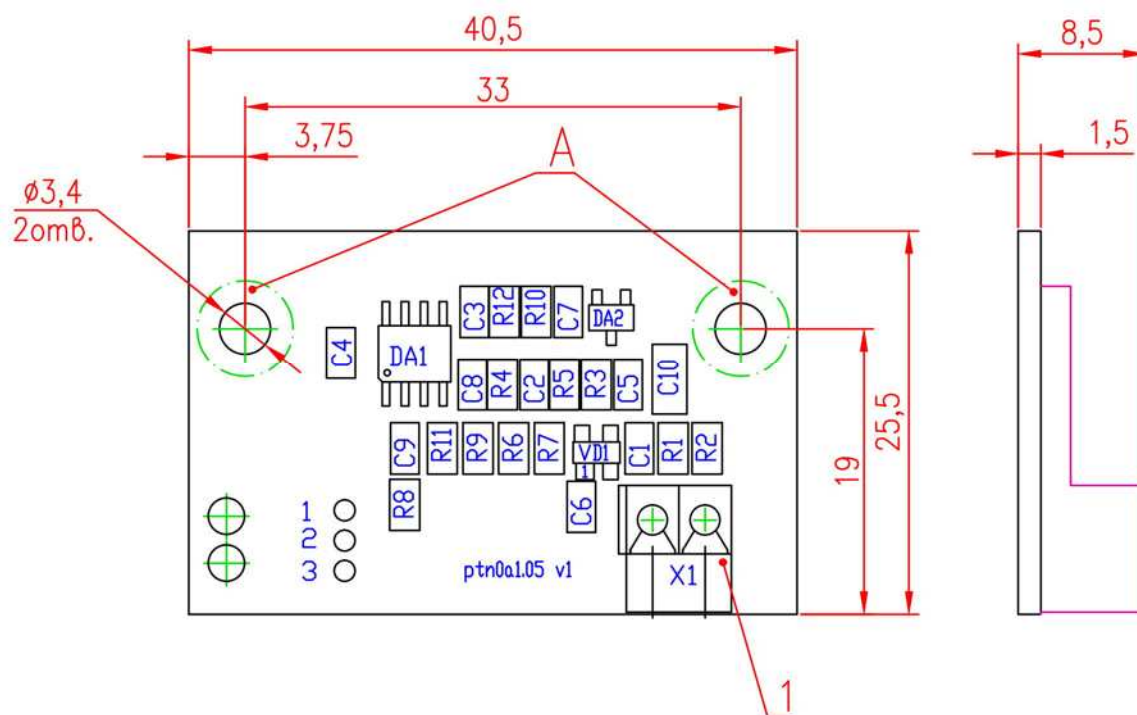 40,5
8,5
33
3,75
1,5
A
ø3,4
2отв.
C3 R12 R10 C7 DA2
C4 DA1
C8 R4 C2 R5 R3 C5 C10
25,5
19
C9 R11 R9 R6 R7 VD1 C1 R1 R2
1
R8 C6
1
2
3
ptn0a1.05 v1
X1
1